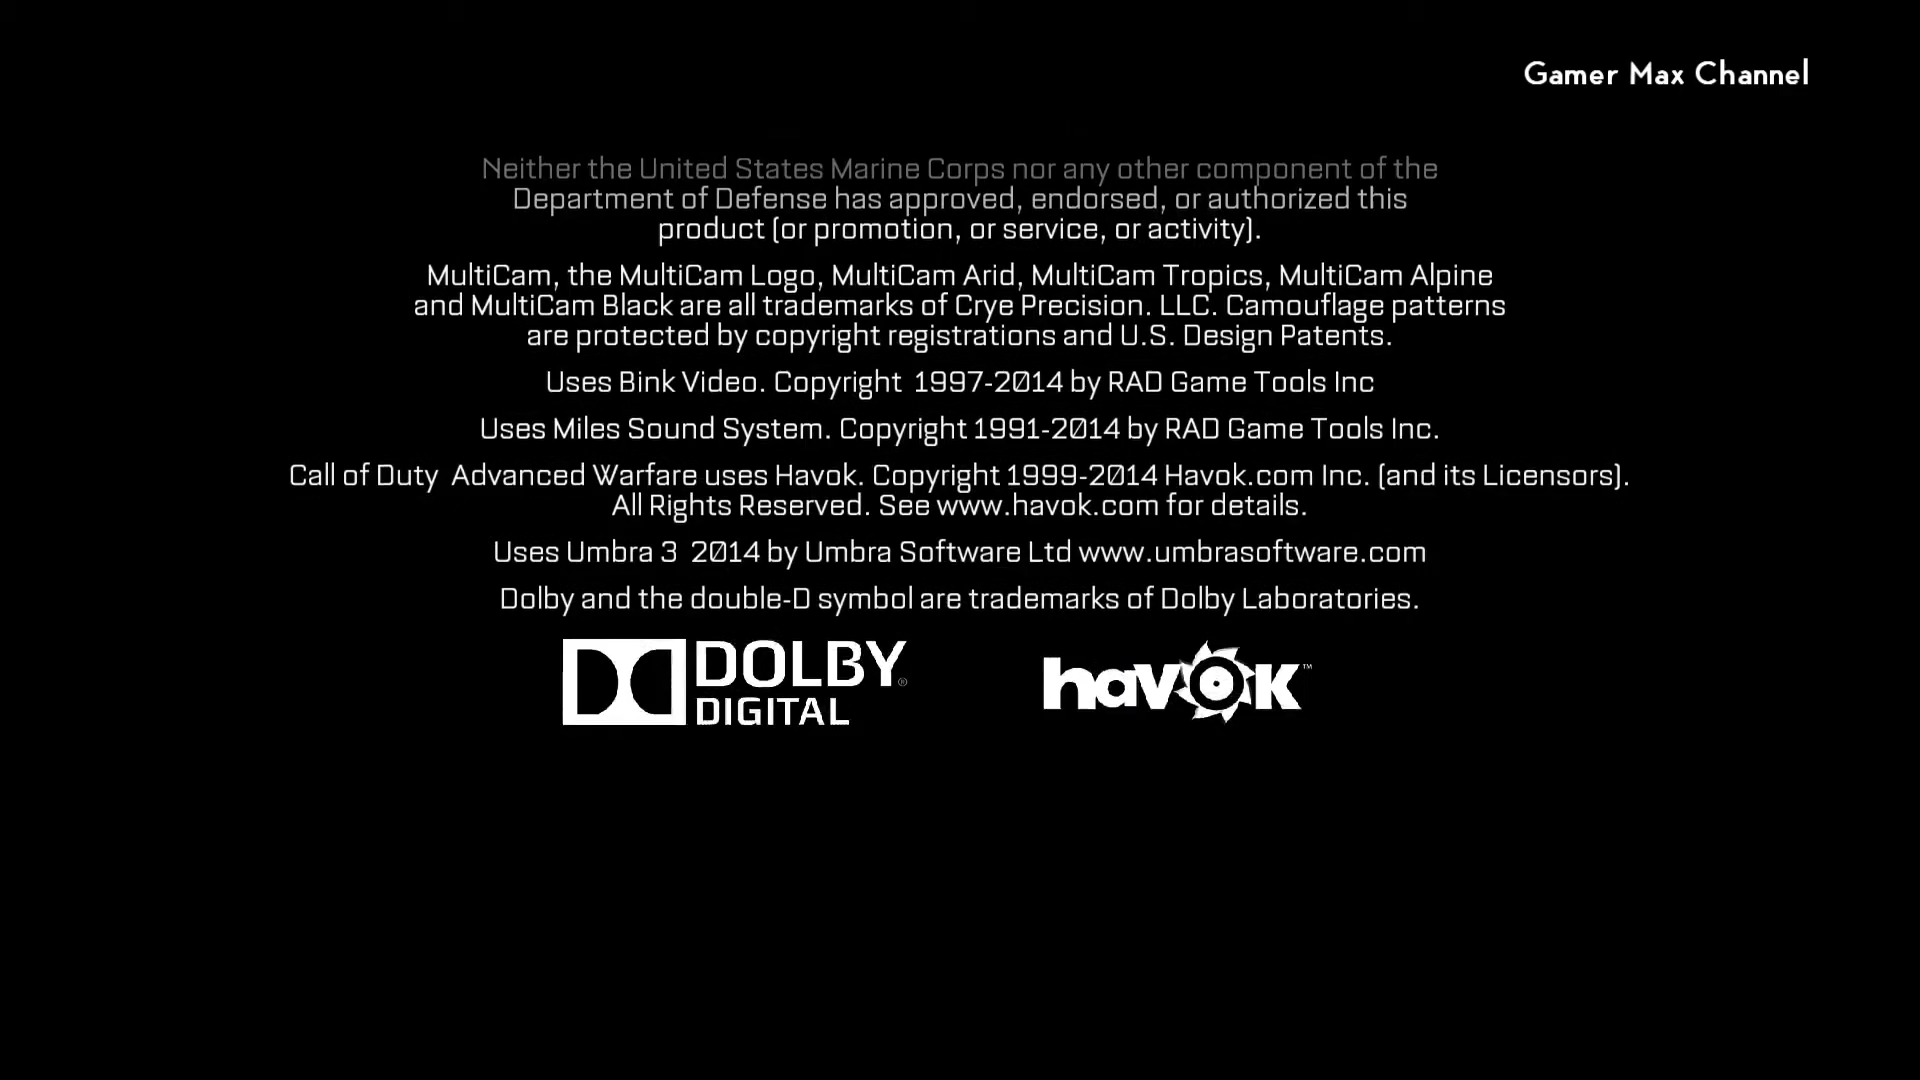 Gamer Max Channel
Neither the United States Marine Corps nor any other component of the
Department of Defense has approved, endorsed, or authorized this
product (or promotion, or service, or activity).
MultiCam, the MultiCam Logo, MultiCam Arid, MultiCam Tropics, MultiCam Alpine
and MultiCam Black are all trademarks of Crye Precision. LLC. Camouflage patterns
are protected by copyright registrations and U.S. Design Patents.
Uses Bink Video. Copyright 1997-2014 by RAD Game Tools Inc
Uses Miles Sound System. Copyright 1991-2014 by RAD Game Tools Inc.
Call of Duty Advanced Warfare uses Havok. Copyright 1999-2014 Havok.com Inc. (and its Licensors).
All Rights Reserved. See www.havok.com for details.
Uses Umbra 3 2014 by Umbra Software Ltd www.umbrasoftware.com
Dolby and the double-D symbol are trademarks of Dolby Laboratories.
DOLBY®
DIGITAL
havok™